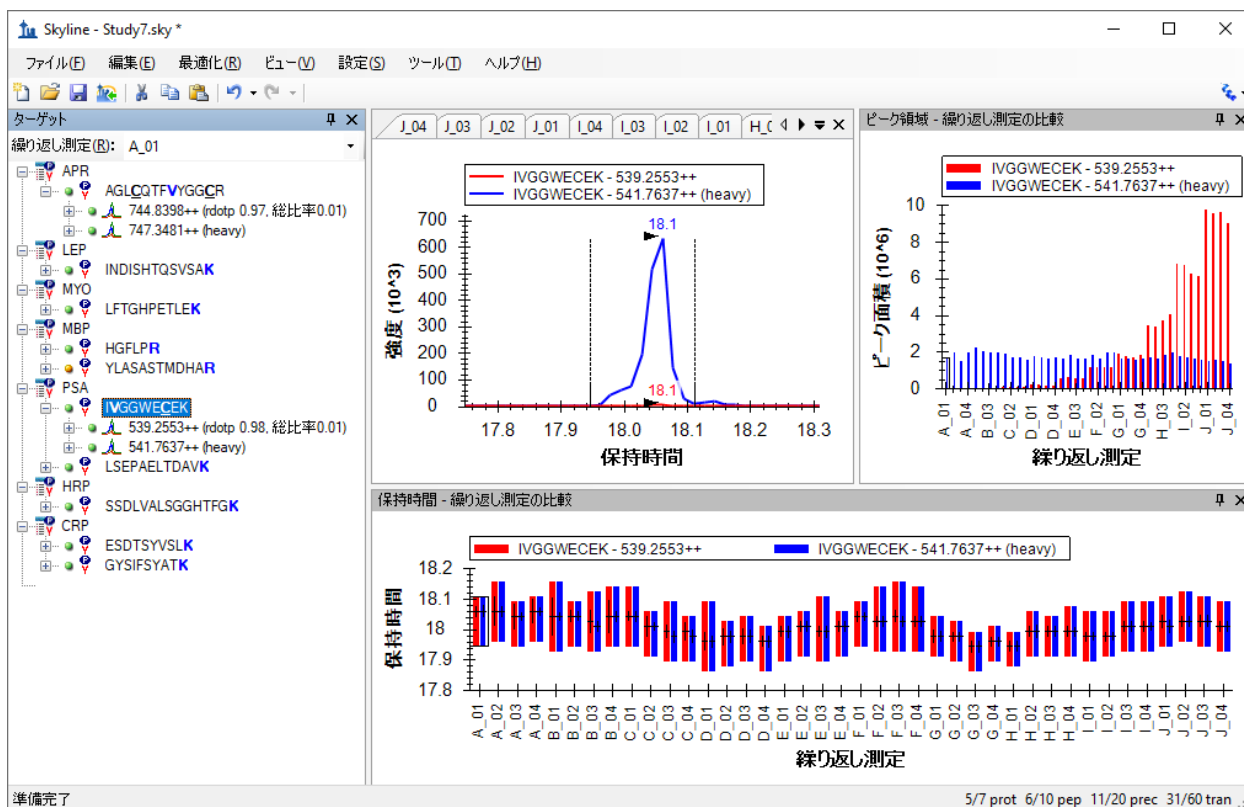 Skyline - Study7.sky *
ファイル(F) 編集(E) 最適化(R) ビュー(V) 設定(S) ツール(T) ヘルプ(H)
ターゲット
繰り返し測定(R): A_01
APR
AGLCQTFVYGGCR
744.8398++ (rdotp 0.97, 総比率0.01)
747.3481++ (heavy)
LEP
INDISHTQSVSAK
MYO
LFTGHPETLEK
MBP
HGFLPR
YLASASTMDHAR
PSA
IVGGWECEK
539.2553++ (rdotp 0.98, 総比率0.01)
541.7637++ (heavy)
LSEPAELTDAVK
HRP
SSDLVALSGGHTFGK
CRP
ESDTSYVSLK
GYSIFSYATK
J_04 J_03 J_02 J_01 I_04 I_03 I_02 I_01 H_0
IVGGWECEK - 539.2553++
IVGGWECEK - 541.7637++ (heavy)
強度 (10^3)
700
600
500
400
300
200
100
0
18.1
18.1
17.8 17.9 18.0 18.1 18.2 18.3
保持時間
ピーク領域 - 繰り返し測定の比較
IVGGWECEK - 539.2553++
IVGGWECEK - 541.7637++ (heavy)
ピーク面積 (10^6)
10
8
6
4
2
0
A_01 A_04 B_03 C_02 D_01 D_04 E_03 F_02 G_01 G_04 H_03 I_02 J_01 J_04
繰り返し測定
保持時間 - 繰り返し測定の比較
IVGGWECEK - 539.2553++ IVGGWECEK - 541.7637++ (heavy)
保持時間
18.2
18.1
18
17.9
17.8
A_01 A_02 A_03 A_04 B_01 B_02 B_03 B_04 C_01 C_02 C_03 C_04 D_01 D_02 D_03 D_04 E_01 E_02 E_03 E_04 F_01 F_02 F_03 F_04 G_01 G_02 G_03 G_04 H_01 H_02 H_03 H_04 I_01 I_02 I_03 I_04 J_01 J_02 J_03 J_04
繰り返し測定
準備完了
5/7 prot 6/10 pep 11/20 prec 31/60 tran